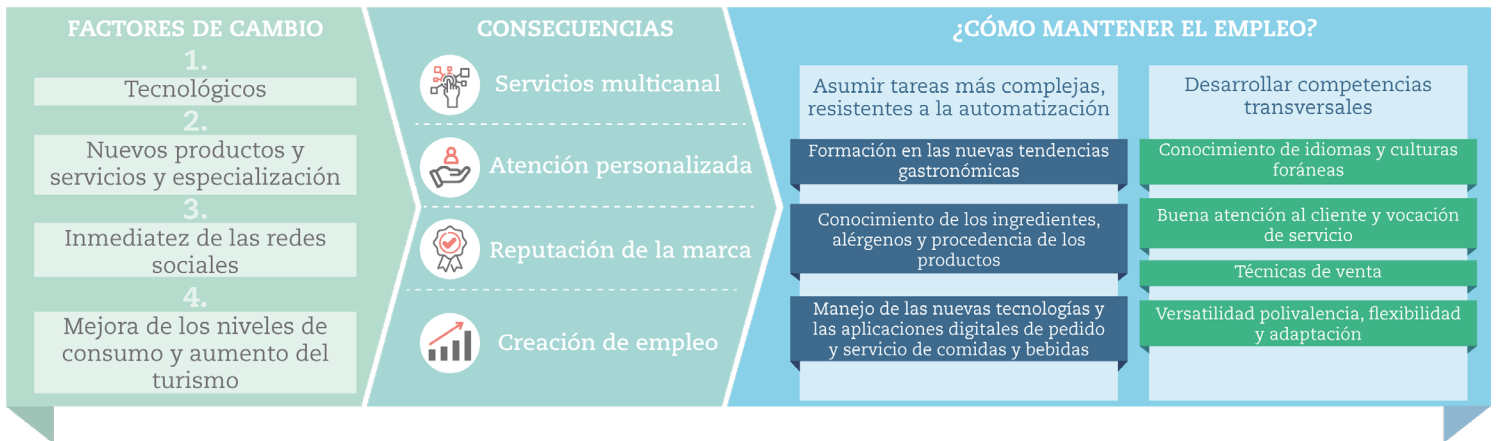 FACTORES DE CAMBIO
1.
Tecnológicos
2.
Nuevos productos y
servicios y especialización
3.
Inmediatez de las redes
sociales
4.
Mejora de los niveles de
consumo y aumento del
turismo
CONSECUENCIAS
Servicios multicanal
Atención personalizada
Reputación de la marca
Creación de empleo
¿CÓMO MANTENER EL EMPLEO?
Asumir tareas más complejas,
resistentes a la automatización
Formación en las nuevas tendencias
gastronómicas
Conocimiento de los ingredientes,
alérgenos y procedencia de los
productos
Manejo de las nuevas tecnologías y
las aplicaciones digitales de pedido
y servicio de comidas y bebidas
Desarrollar competencias
transversales
Conocimiento de idiomas y culturas
foráneas
Buena atención al cliente y vocación
de servicio
Técnicas de venta
Versatilidad polivalencia, flexibilidad
y adaptación